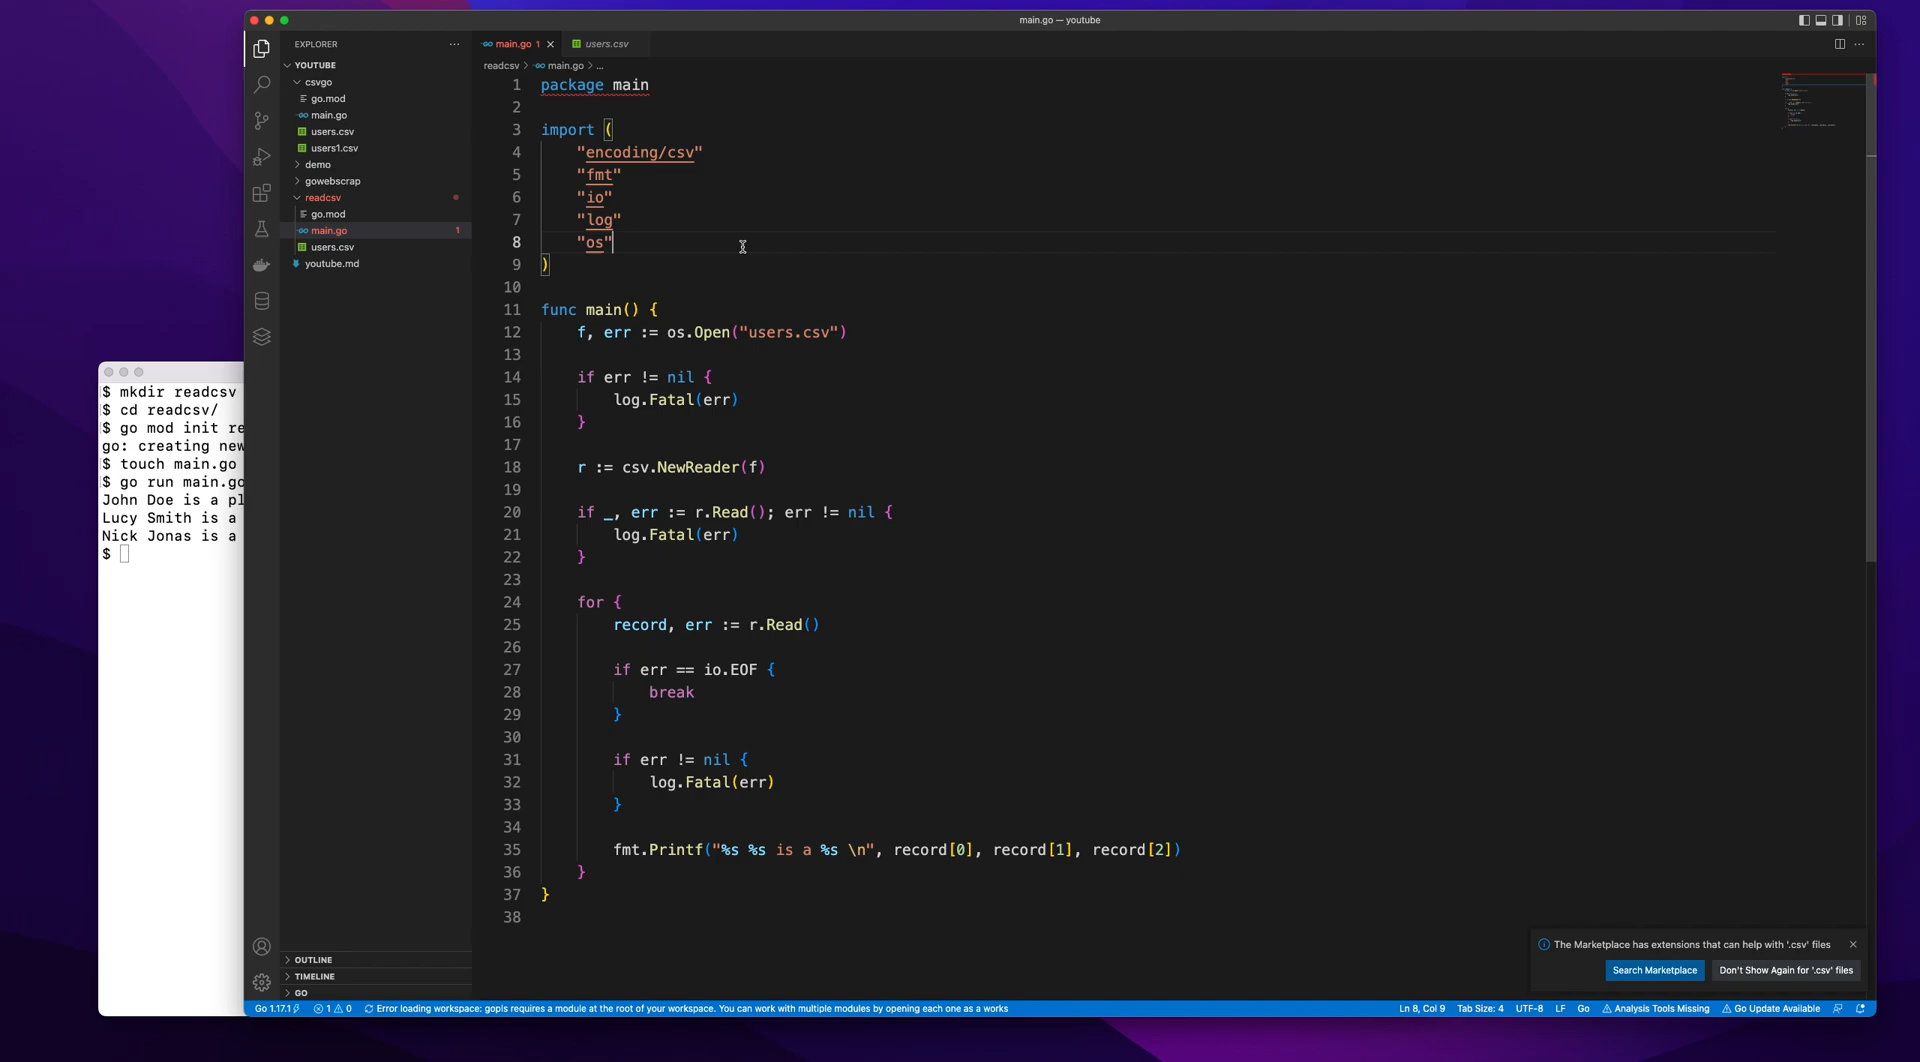 main.go — youtube
EXPLORER
YOUTUBE
csvgo
go.mod
main.go
users.csv
users1.csv
demo
gowebscrap
readcsv
go.mod
main.go 1
users.csv
youtube.md
OUTLINE
TIMELINE
GO
main.go 1
users.csv
readcsv > main.go > ...
1 package main
2
3 import (
4 "encoding/csv"
5 "fmt"
6 "io"
7 "log"
8 "os"
9 )
10
11 func main() {
12 f, err := os.Open("users.csv")
13
14 if err != nil {
15 log.Fatal(err)
16 }
17
18 r := csv.NewReader(f)
19
20 if _, err := r.Read(); err != nil {
21 log.Fatal(err)
22 }
23
24 for {
25 record, err := r.Read()
26
27 if err == io.EOF {
28 break
29 }
30
31 if err != nil {
32 log.Fatal(err)
33 }
34
35 fmt.Printf("%s %s is a %s \n", record[0], record[1], record[2])
36 }
37 }
38
$ mkdir readcsv
$ cd readcsv/
$ go mod init re
go: creating new
$ touch main.go
$ go run main.go
John Doe is a pl
Lucy Smith is a
Nick Jonas is a
$
The Marketplace has extensions that can help with '.csv' files
Search Marketplace
Don't Show Again for '.csv' files
Go 1.17.1 1 0 Error loading workspace: gopls requires a module at the root of your workspace. You can work with multiple modules by opening each one as a works
Ln 8, Col 9 Tab Size: 4 UTF-8 LF Go Analysis Tools Missing Go Update Available